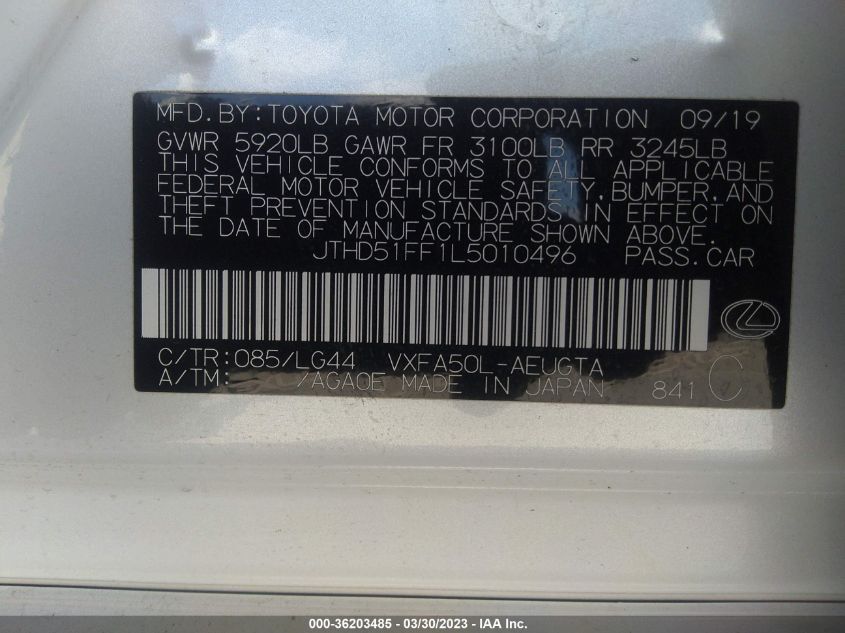 MFD.BY:TOYOTA MOTOR CORPORATION 09/19
GVWR 5920LB GAWR FR 3100LB RR 3245LB
THIS VEHICLE CONFORMS TO ALL APPLICABLE
FEDERAL MOTOR VEHICLE SAFETY,BUMPER,AND
THEFT PREVENTION STANDARDS IN EFFECT ON
THE DATE OF MANUFACTURE SHOWN ABOVE.
JTHD51FF1L5010496 PASS.CAR
C/TR:085/LG44 VXFA50L-AEUGTA
A/TM: /AGA0E MADE IN JAPAN 841 C
000-36203485 - 03/30/2023 - IAA Inc.